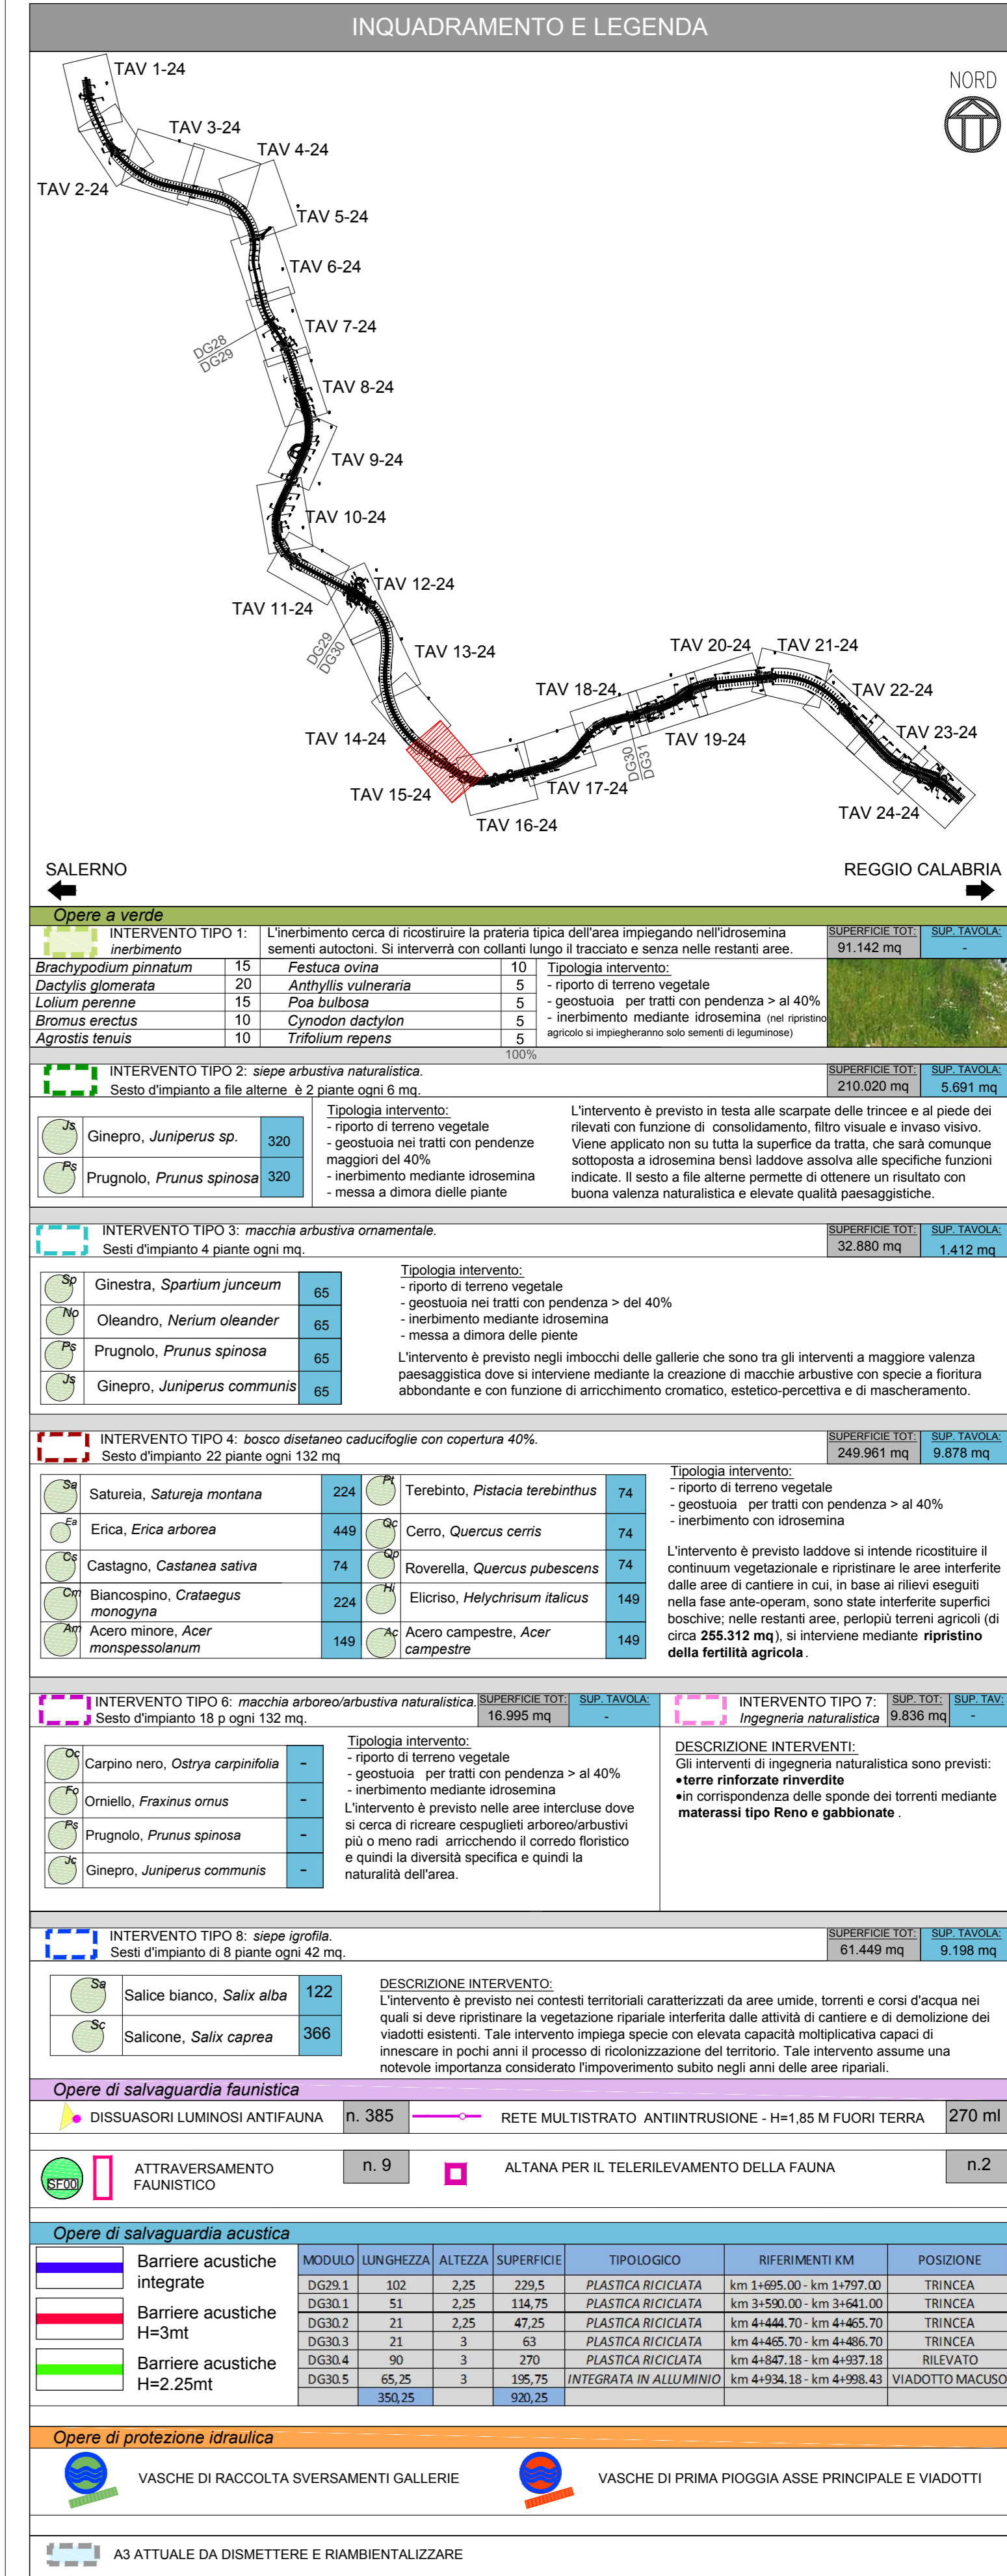 INQUADRAMENTO E LEGENDA
NORD
TAV 1-24
TAV 2-24
TAV 3-24
TAV 4-24
TAV 5-24
TAV 6-24
TAV 7-24
DG28
DG29
TAV 8-24
TAV 9-24
TAV 10-24
TAV 11-24
TAV 12-24
DG29
DG30
TAV 13-24
TAV 14-24
TAV 15-24
TAV 16-24
TAV 17-24
TAV 18-24
DG30
DG31
TAV 19-24
TAV 20-24
TAV 21-24
TAV 22-24
TAV 23-24
TAV 24-24
SALERNO
REGGIO CALABRIA
Opere a verde
INTERVENTO TIPO 1:
inerbimento
L'inerbimento cerca di ricostiruire la prateria tipica dell'area impiegando nell'idrosemina
sementi autoctoni. Si interverrà con collanti lungo il tracciato e senza nelle restanti aree.
SUPERFICIE TOT:
91.142 mq
SUP. TAVOLA:
-
Brachypodium pinnatum 15 Festuca ovina 10
Dactylis glomerata 20 Anthyllis vulneraria 5
Lolium perenne 15 Poa bulbosa 5
Bromus erectus 10 Cynodon dactylon 5
Agrostis tenuis 10 Trifolium repens 5
100%
Tipologia intervento:
- riporto di terreno vegetale
- geostuoia per tratti con pendenza > al 40%
- inerbimento mediante idrosemina (nel ripristino
agricolo si impiegheranno solo sementi di leguminose)
INTERVENTO TIPO 2: siepe arbustiva naturalistica.
Sesto d'impianto a file alterne è 2 piante ogni 6 mq.
SUPERFICIE TOT:
210.020 mq
SUP. TAVOLA:
5.691 mq
Js Ginepro, Juniperus sp. 320
Ps Prugnolo, Prunus spinosa 320
Tipologia intervento:
- riporto di terreno vegetale
- geostuoia nei tratti con pendenze
maggiori del 40%
- inerbimento mediante idrosemina
- messa a dimora dielle piante
L'intervento è previsto in testa alle scarpate delle trincee e al piede dei
rilevati con funzione di consolidamento, filtro visuale e invaso visivo.
Viene applicato non su tutta la superfice da tratta, che sarà comunque
sottoposta a idrosemina bensì laddove assolva alle specifiche funzioni
indicate. Il sesto a file alterne permette di ottenere un risultato con
buona valenza naturalistica e elevate qualità paesaggistiche.
INTERVENTO TIPO 3: macchia arbustiva ornamentale.
Sesti d'impianto 4 piante ogni mq.
SUPERFICIE TOT:
32.880 mq
SUP. TAVOLA:
1.412 mq
Sp Ginestra, Spartium junceum 65
No Oleandro, Nerium oleander 65
Ps Prugnolo, Prunus spinosa 65
Js Ginepro, Juniperus communis 65
Tipologia intervento:
- riporto di terreno vegetale
- geostuoia nei tratti con pendenza > del 40%
- inerbimento mediante idrosemina
- messa a dimora delle piente
L'intervento è previsto negli imbocchi delle gallerie che sono tra gli interventi a maggiore valenza
paesaggistica dove si interviene mediante la creazione di macchie arbustive con specie a fioritura
abbondante e con funzione di arricchimento cromatico, estetico-percettiva e di mascheramento.
INTERVENTO TIPO 4: bosco disetaneo caducifoglie con copertura 40%.
Sesto d'impianto 22 piante ogni 132 mq
SUPERFICIE TOT:
249.961 mq
SUP. TAVOLA:
9.878 mq
Sa Satureia, Satureja montana 224 Pt Terebinto, Pistacia terebinthus 74
Ea Erica, Erica arborea 449 Qc Cerro, Quercus cerris 74
Cs Castagno, Castanea sativa 74 Qp Roverella, Quercus pubescens 74
Cm Biancospino, Crataegus
monogyna 224 Hi Elicriso, Helychrisum italicus 149
Am Acero minore, Acer
monspessolanum 149 Ac Acero campestre, Acer
campestre 149
Tipologia intervento:
- riporto di terreno vegetale
- geostuoia per tratti con pendenza > al 40%
- inerbimento con idrosemina
L'intervento è previsto laddove si intende ricostituire il
continuum vegetazionale e ripristinare le aree interferite
dalle aree di cantiere in cui, in base ai rilievi eseguiti
nella fase ante-operam, sono state interferite superfici
boschive; nelle restanti aree, perlopiù terreni agricoli (di
circa 255.312 mq), si interviene mediante ripristino
della fertilità agricola.
INTERVENTO TIPO 6: macchia arboreo/arbustiva naturalistica.
Sesto d'impianto 18 p ogni 132 mq.
SUPERFICIE TOT:
16.995 mq
SUP. TAVOLA:
-
Oc Carpino nero, Ostrya carpinifolia -
Fo Orniello, Fraxinus ornus -
Ps Prugnolo, Prunus spinosa -
Jc Ginepro, Juniperus communis -
Tipologia intervento:
- riporto di terreno vegetale
- geostuoia per tratti con pendenza > al 40%
- inerbimento mediante idrosemina
L'intervento è previsto nelle aree intercluse dove
si cerca di ricreare cespuglieti arboreo/arbustivi
più o meno radi arricchendo il corredo floristico
e quindi la diversità specifica e quindi la
naturalità dell'area.
INTERVENTO TIPO 7:
Ingegneria naturalistica
SUP. TOT:
9.836 mq
SUP. TAV:
-
DESCRIZIONE INTERVENTI:
Gli interventi di ingegneria naturalistica sono previsti:
•terre rinforzate rinverdite
•in corrispondenza delle sponde dei torrenti mediante
materassi tipo Reno e gabbionate .
INTERVENTO TIPO 8: siepe igrofila.
Sesti d'impianto di 8 piante ogni 42 mq.
SUPERFICIE TOT:
61.449 mq
SUP. TAVOLA:
9.198 mq
Sa Salice bianco, Salix alba 122
Sc Salicone, Salix caprea 366
DESCRIZIONE INTERVENTO:
L'intervento è previsto nei contesti territoriali caratterizzati da aree umide, torrenti e corsi d'acqua nei
quali si deve ripristinare la vegetazione ripariale interferita dalle attività di cantiere e di demolizione dei
viadotti esistenti. Tale intervento impiega specie con elevata capacità moltiplicativa capaci di
innescare in pochi anni il processo di ricolonizzazione del territorio. Tale intervento assume una
notevole importanza considerato l'impoverimento subito negli anni delle aree ripariali.
Opere di salvaguardia faunistica
DISSUASORI LUMINOSI ANTIFAUNA n. 385
RETE MULTISTRATO ANTIINTRUSIONE - H=1,85 M FUORI TERRA 270 ml
SF00
ATTRAVERSAMENTO
FAUNISTICO
n. 9
ALTANA PER IL TELERILEVAMENTO DELLA FAUNA n.2
Opere di salvaguardia acustica
Barriere acustiche
integrate
Barriere acustiche
H=3mt
Barriere acustiche
H=2.25mt
MODULO LUNGHEZZA ALTEZZA SUPERFICIE TIPOLOGICO RIFERIMENTI KM POSIZIONE
DG29.1 102 2,25 229,5 PLASTICA RICICLATA km 1+695.00 - km 1+797.00 TRINCEA
DG30.1 51 2,25 114,75 PLASTICA RICICLATA km 3+590.00 - km 3+641.00 TRINCEA
DG30.2 21 2,25 47,25 PLASTICA RICICLATA km 4+444.70 - km 4+465.70 TRINCEA
DG30.3 21 3 63 PLASTICA RICICLATA km 4+465.70 - km 4+486.70 TRINCEA
DG30.4 90 3 270 PLASTICA RICICLATA km 4+847.18 - km 4+937.18 RILEVATO
DG30.5 65,25 3 195,75 INTEGRATA IN ALLUMINIO km 4+934.18 - km 4+998.43 VIADOTTO MACUSO
350,25 920,25
Opere di protezione idraulica
VASCHE DI RACCOLTA SVERSAMENTI GALLERIE
VASCHE DI PRIMA PIOGGIA ASSE PRINCIPALE E VIADOTTI
A3 ATTUALE DA DISMETTERE E RIAMBIENTALIZZARE